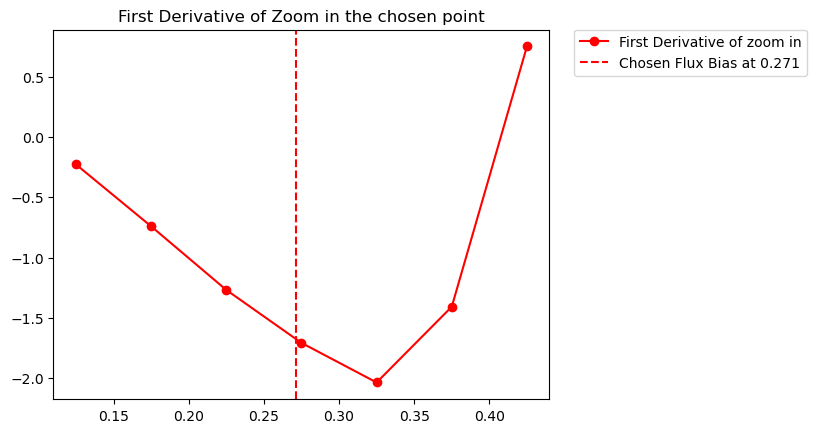 First Derivative of Zoom in the chosen point
First Derivative of zoom in
Chosen Flux Bias at 0.271
0.5
0.0
−0.5
−1.0
−1.5
−2.0
0.15 0.20 0.25 0.30 0.35 0.40